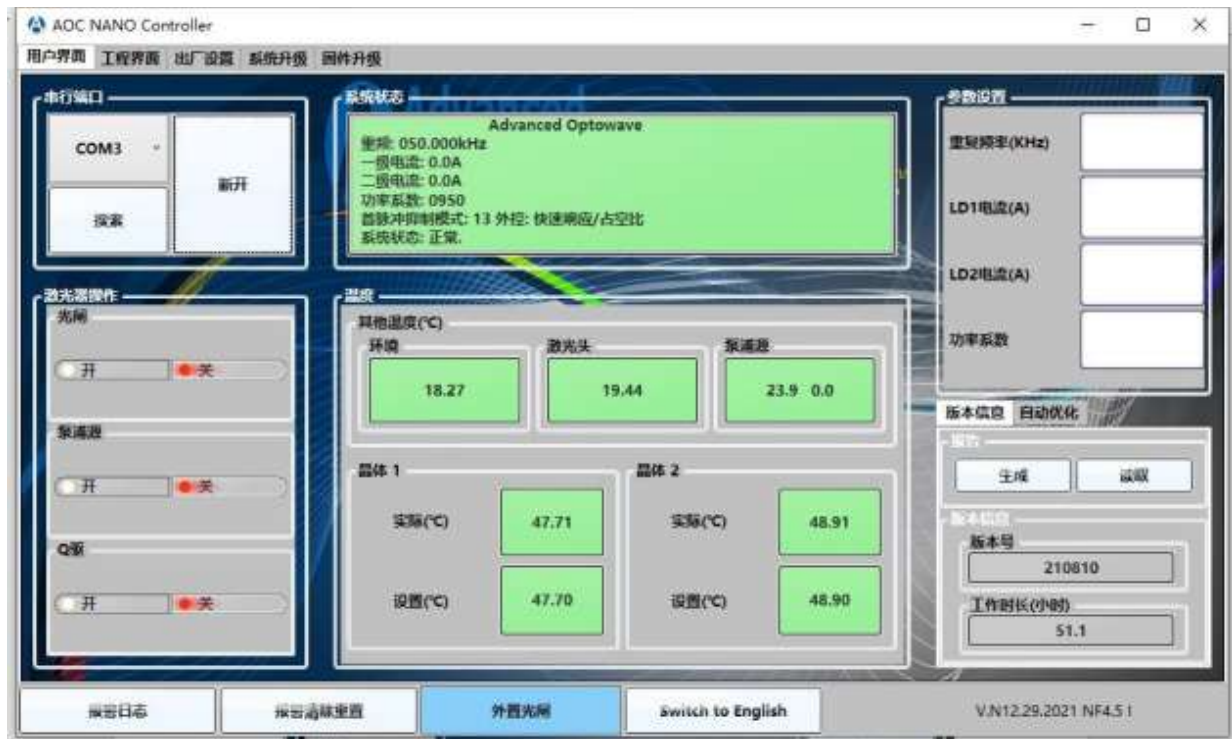 AOC NANO Controller
用户界面 工程界面 出厂设置 系统升级 固件升级
串行端口
COM3
断开
搜索
系统状态
Advanced
Advanced Optowave
重频: 050.000kHz
一级电流: 0.0A
二级电流: 0.0A
功率系数: 0950
首脉冲抑制模式: 13 外控: 快速响应/占空比
系统状态: 正常.
参数设置
重复频率(KHz)
LD1电流(A)
LD2电流(A)
功率系数
激光器操作
光闸
开 关
泵浦源
开 关
Q驱
开 关
温度
其他温度(℃)
环境 激光头 泵浦源
18.27 19.44 23.9 0.0
晶体 1
实际(℃) 47.71
设置(℃) 47.70
晶体 2
实际(℃) 48.91
设置(℃) 48.90
版本信息 自动优化
报告
生成 读取
版本信息
版本号
210810
工作时长(小时)
51.1
报警日志 报警清除重置 外置光闸 Switch to English V.N12.29.2021 NF4.5 I